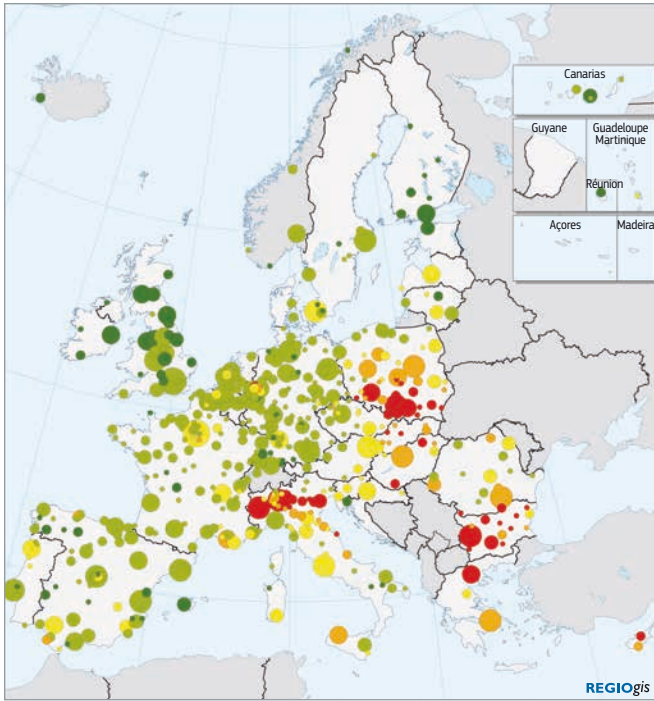 Canarias
Guyane
Guadeloupe
Martinique
Réunion
Açores
Madeira
REGIOgis